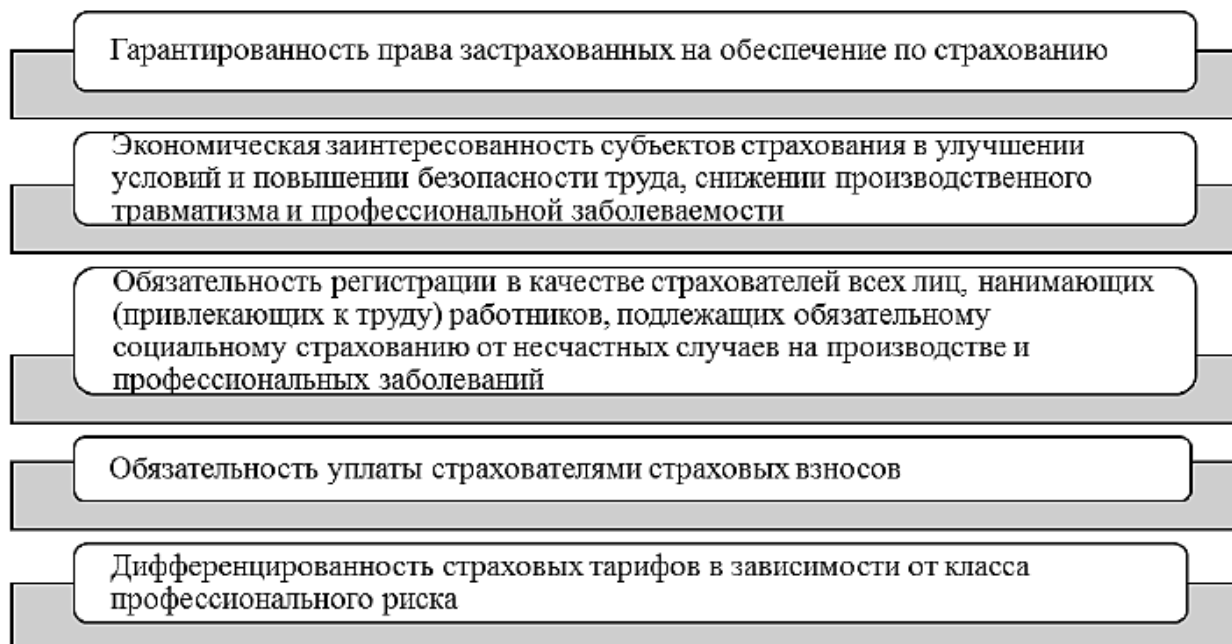 Гарантированность права застрахованных на обеспечение по страхованию
Экономическая заинтересованность субъектов страхования в улучшении
условий и повышении безопасности труда, снижении производственного
травматизма и профессиональной заболеваемости
Обязательность регистрации в качестве страхователей всех лиц, нанимающих
(привлекающих к труду) работников, подлежащих обязательному
социальному страхованию от несчастных случаев на производстве и
профессиональных заболеваний
Обязательность уплаты страхователями страховых взносов
Дифференцированность страховых тарифов в зависимости от класса
профессионального риска